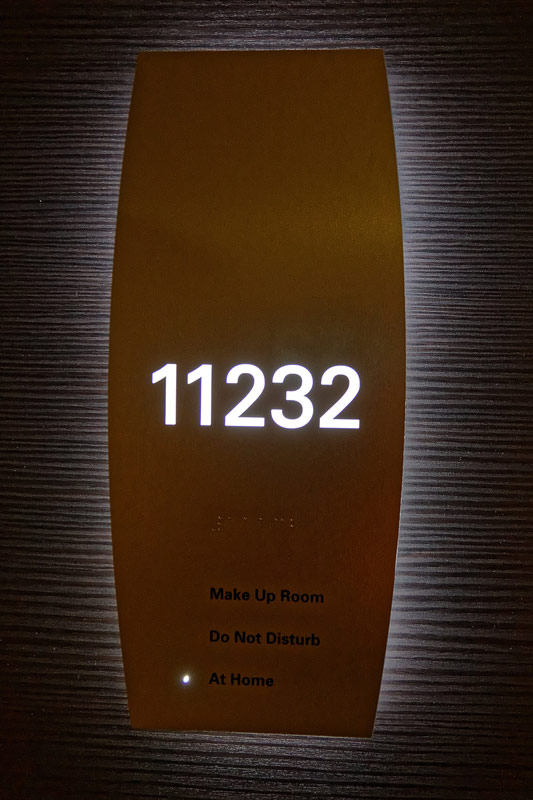 11232
Make Up Room
Do Not Disturb
At Home